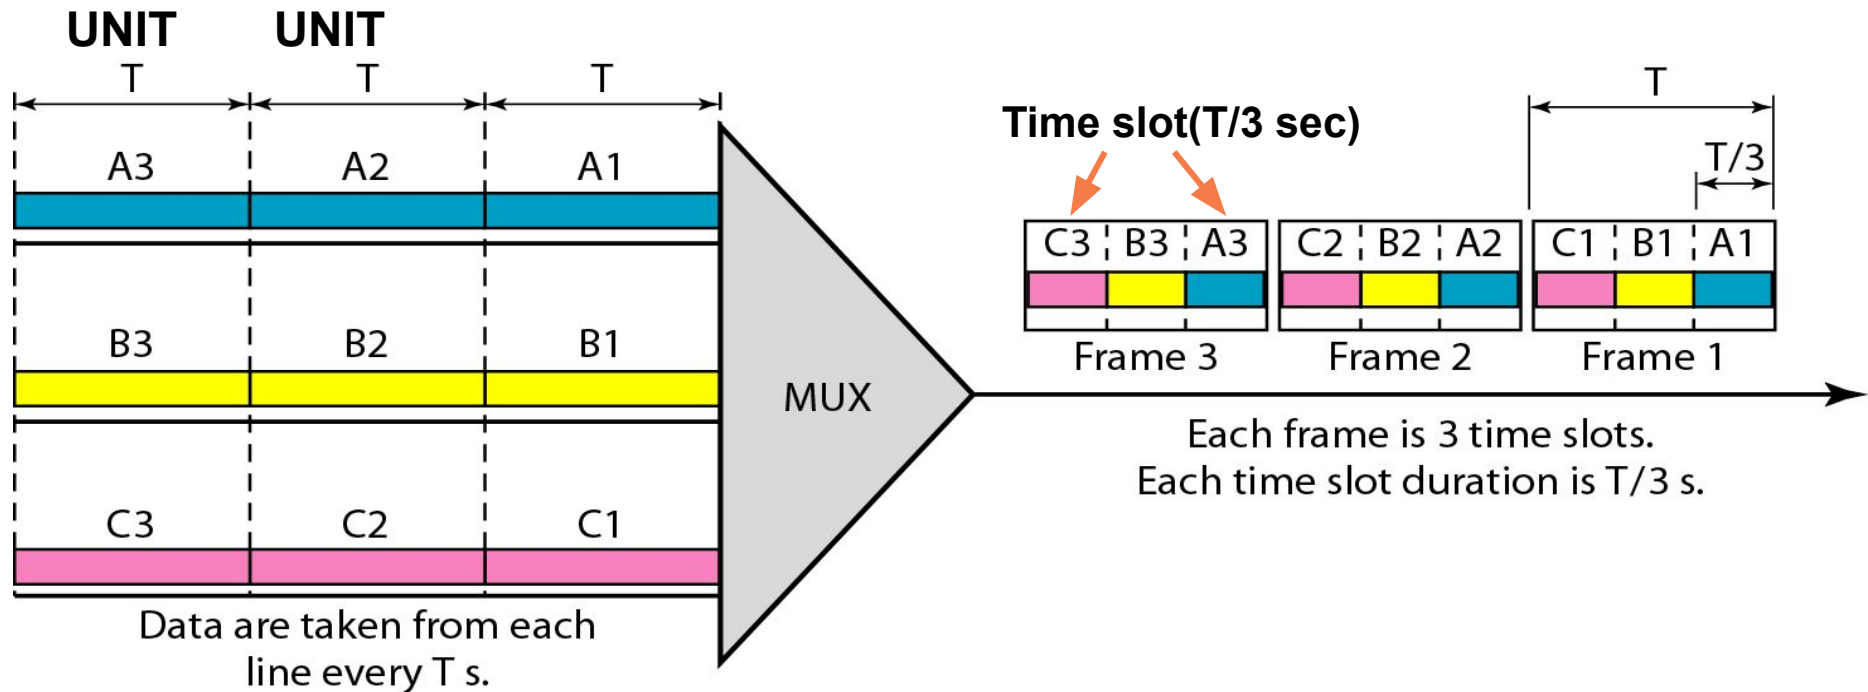 UNIT UNIT
T T T
A3 A2 A1
B3 B2 B1
C3 C2 C1
Data are taken from each
line every T s.
MUX
Time slot(T/3 sec)
T
T/3
C3 B3 A3 C2 B2 A2 C1 B1 A1
Frame 3 Frame 2 Frame 1
Each frame is 3 time slots.
Each time slot duration is T/3 s.